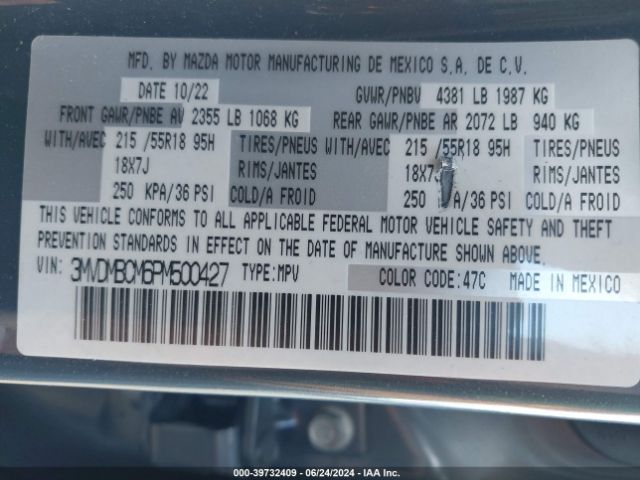 MFD. BY MAZDA MOTOR MANUFACTURING DE MEXICO S.A. DE C.V.
DATE 10/22 GVWR/PNBV 4381 LB 1987 KG
FRONT GAWR/PNBE AV 2355 LB 1068 KG REAR GAWR/PNBE AR 2072 LB 940 KG
WITH/AVEC 215 /55R18 95H TIRES/PNEUS WITH/AVEC 215 /55R18 95H TIRES/PNEUS
18X7J RIMS/JANTES 18X7J RIMS/JANTES
250 KPA/36 PSI COLD/A FROID 250 PA/36 PSI COLD/A FROID
THIS VEHICLE CONFORMS TO ALL APPLICABLE FEDERAL MOTOR VEHICLE SAFETY AND THEFT
PREVENTION STANDARDS IN EFFECT ON THE DATE OF MANUFACTURE SHOWN ABOVE.
VIN: 3MVDMBCM6PM500427 TYPE:MPV COLOR CODE:47C MADE IN MEXICO
000-39732409 - 06/24/2024 - IAA Inc.